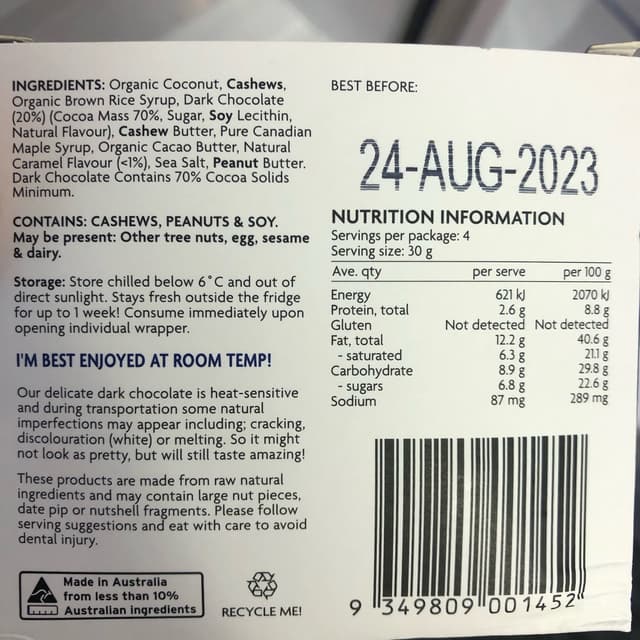 INGREDIENTS: Organic Coconut, Cashews,
Organic Brown Rice Syrup, Dark Chocolate
(20%) (Cocoa Mass 70%, Sugar, Soy Lecithin,
Natural Flavour), Cashew Butter, Pure Canadian
Maple Syrup, Organic Cacao Butter, Natural
Caramel Flavour (<1%), Sea Salt, Peanut Butter.
Dark Chocolate Contains 70% Cocoa Solids
Minimum.
CONTAINS: CASHEWS, PEANUTS & SOY.
May be present: Other tree nuts, egg, sesame
& dairy.
Storage: Store chilled below 6°C and out of
direct sunlight. Stays fresh outside the fridge
for up to 1 week! Consume immediately upon
opening individual wrapper.
I'M BEST ENJOYED AT ROOM TEMP!
Our delicate dark chocolate is heat-sensitive
and during transportation some natural
imperfections may appear including; cracking,
discolouration (white) or melting. So it might
not look as pretty, but will still taste amazing!
These products are made from raw natural
ingredients and may contain large nut pieces,
date pip or nutshell fragments. Please follow
serving suggestions and eat with care to avoid
dental injury.
Made in Australia
from less than 10%
Australian ingredients
RECYCLE ME!
BEST BEFORE:
24-AUG-2023
NUTRITION INFORMATION
Servings per package: 4
Serving size: 30 g
Ave. qty per serve per 100 g
Energy 621 kJ 2070 kJ
Protein, total 2.6 g 8.8 g
Gluten Not detected Not detected
Fat, total 12.2 g 40.6 g
- saturated 6.3 g 21.1 g
Carbohydrate 8.9 g 29.8 g
- sugars 6.8 g 22.6 g
Sodium 87 mg 289 mg
9 349809 001452